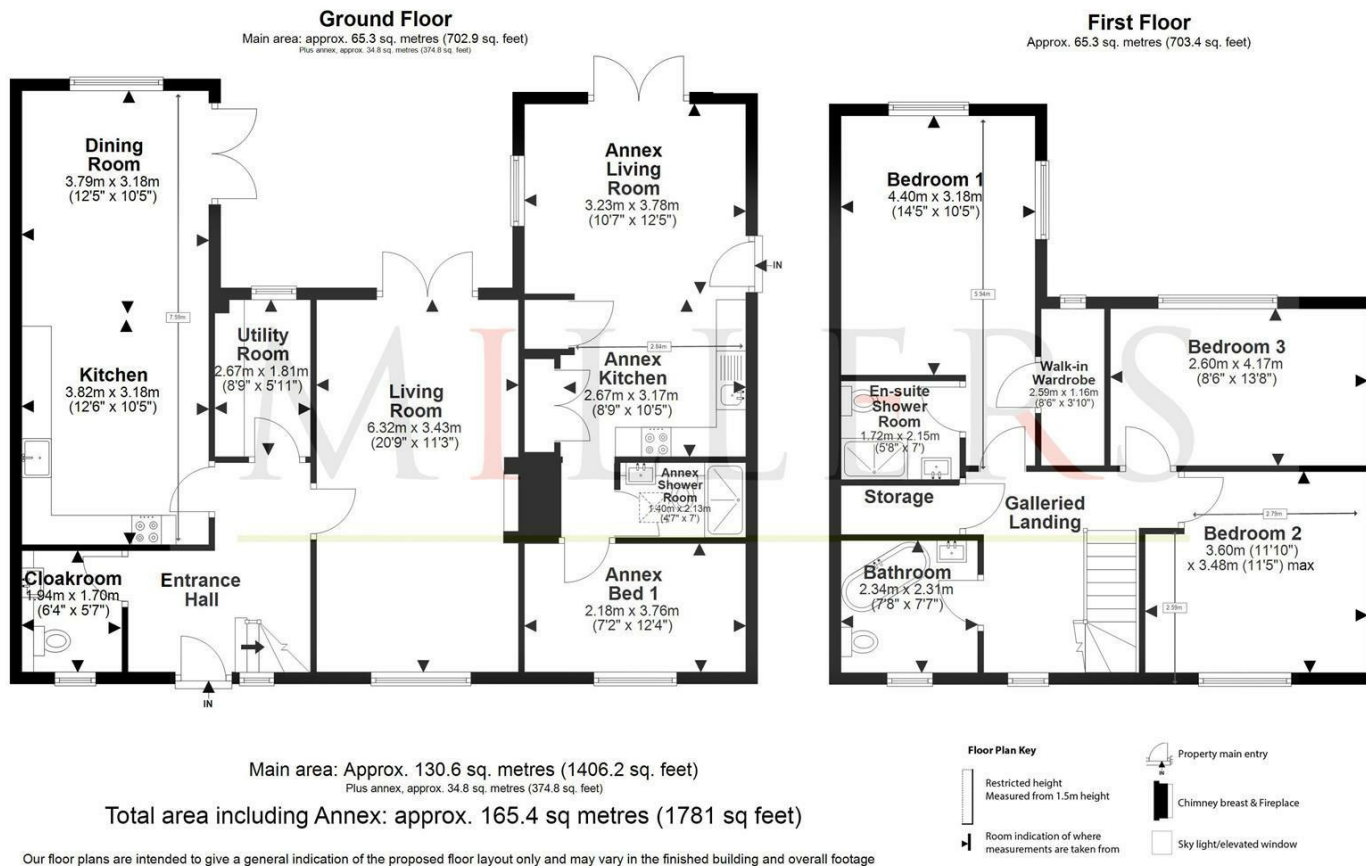 Ground Floor
Main area: approx. 65.3 sq. metres (702.9 sq. feet)
Plus annex, approx. 34.8 sq. metres (374.8 sq. feet)
First Floor
Approx. 65.3 sq. metres (703.4 sq. feet)
Dining
Room
3.79m x 3.18m
(12'5" x 10'5")
7.59m
Kitchen
3.82m x 3.18m
(12'6" x 10'5")
Utility
Room
2.67m x 1.81m
(8'9" x 5'11")
Living
Room
6.32m x 3.43m
(20'9" x 11'3")
Annex
Living
Room
3.23m x 3.78m
(10'7" x 12'5")
IN
2.84m
Annex
Kitchen
2.67m x 3.17m
(8'9" x 10'5")
Annex
Shower
Room
1.40m x 2.13m
(4'7" x 7')
Annex
Bed 1
2.18m x 3.76m
(7'2" x 12'4")
Cloakroom
1.94m x 1.70m
(6'4" x 5'7")
Entrance
Hall
IN
Bedroom 1
4.40m x 3.18m
(14'5" x 10'5")
5.94m
En-suite
Shower
Room
1.72m x 2.15m
(5'8" x 7')
Walk-in
Wardrobe
2.59m x 1.16m
(8'6" x 3'10")
Bedroom 3
2.60m x 4.17m
(8'6" x 13'8")
Storage
Galleried
Landing
Bathroom
2.34m x 2.31m
(7'8" x 7'7")
2.79m
Bedroom 2
3.60m (11'10")
x 3.48m (11'5") max
2.59m
MILLERS
Main area: Approx. 130.6 sq. metres (1406.2 sq. feet)
Plus annex, approx. 34.8 sq. metres (374.8 sq. feet)
Total area including Annex: approx. 165.4 sq metres (1781 sq feet)
Our floor plans are intended to give a general indication of the proposed floor layout only and may vary in the finished building and overall footage
Floor Plan Key
Restricted height
Measured from 1.5m height
Room indication of where
measurements are taken from
Property main entry
IN
Chimney breast & Fireplace
Sky light/elevated window